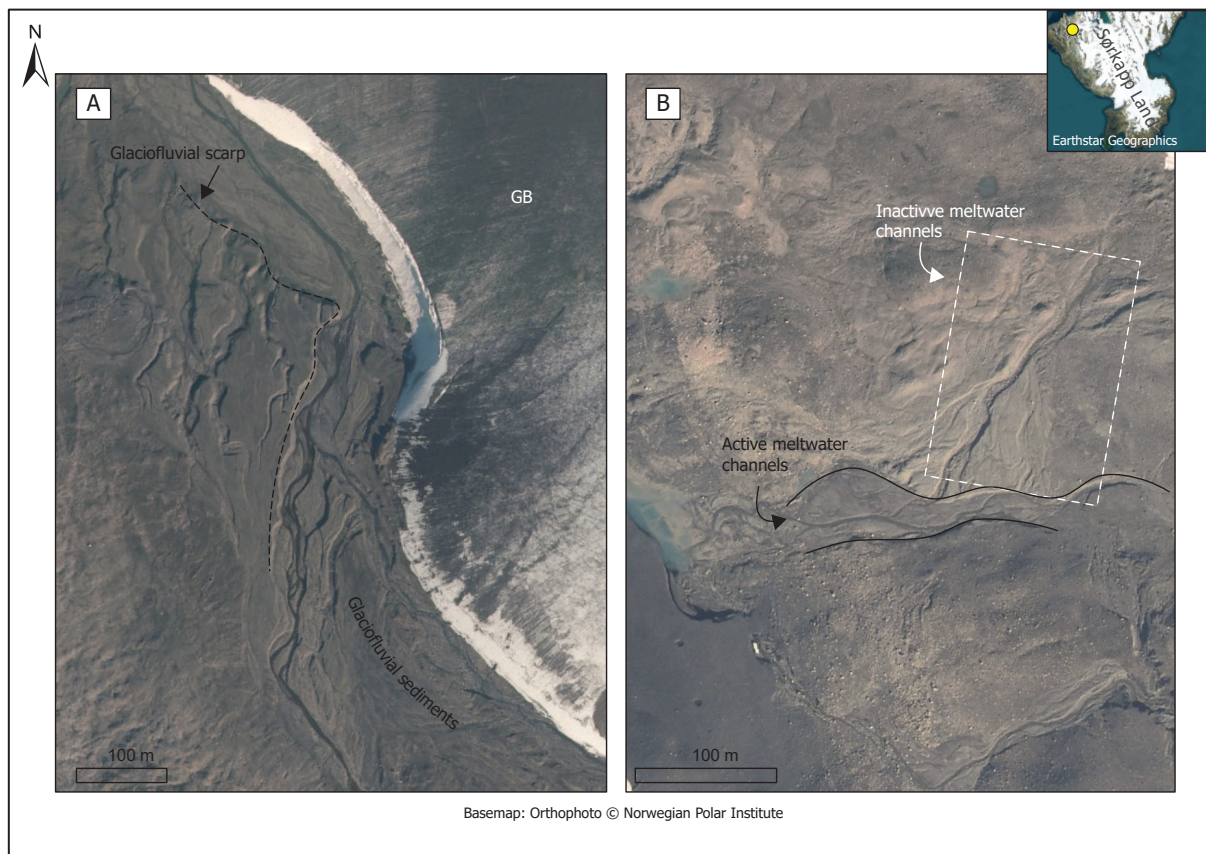 N
A
Glaciofluvial scarp
GB
Glaciofluvial sediments
100 m
B
Sørkapp Land
Earthstar Geographics
Inactivve meltwater
channels
Active meltwater
channels
100 m
Basemap: Orthophoto © Norwegian Polar Institute